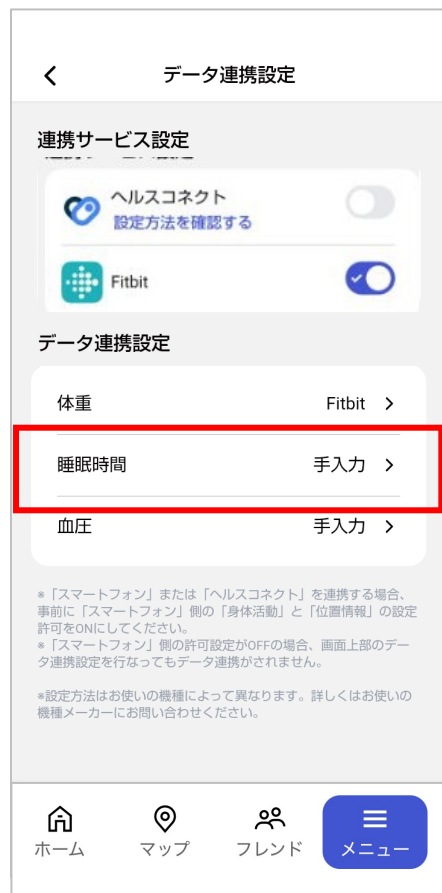 データ連携設定
連携サービス設定
ヘルスコネクト
設定方法を確認する
Fitbit
データ連携設定
体重 Fitbit
睡眠時間 手入力
血圧 手入力
※「スマートフォン」または「ヘルスコネクト」を連携する場合、
事前に「スマートフォン」側の「身体活動」と「位置情報」の設定
許可をONにしてください。
※「スマートフォン」側の許可設定がOFFの場合、画面上部のデー
タ連携設定を行なってもデータ連携がされません。
※設定方法はお使いの機種によって異なります。詳しくはお使いの
機種メーカーにお問い合わせください。
ホーム マップ フレンド メニュー